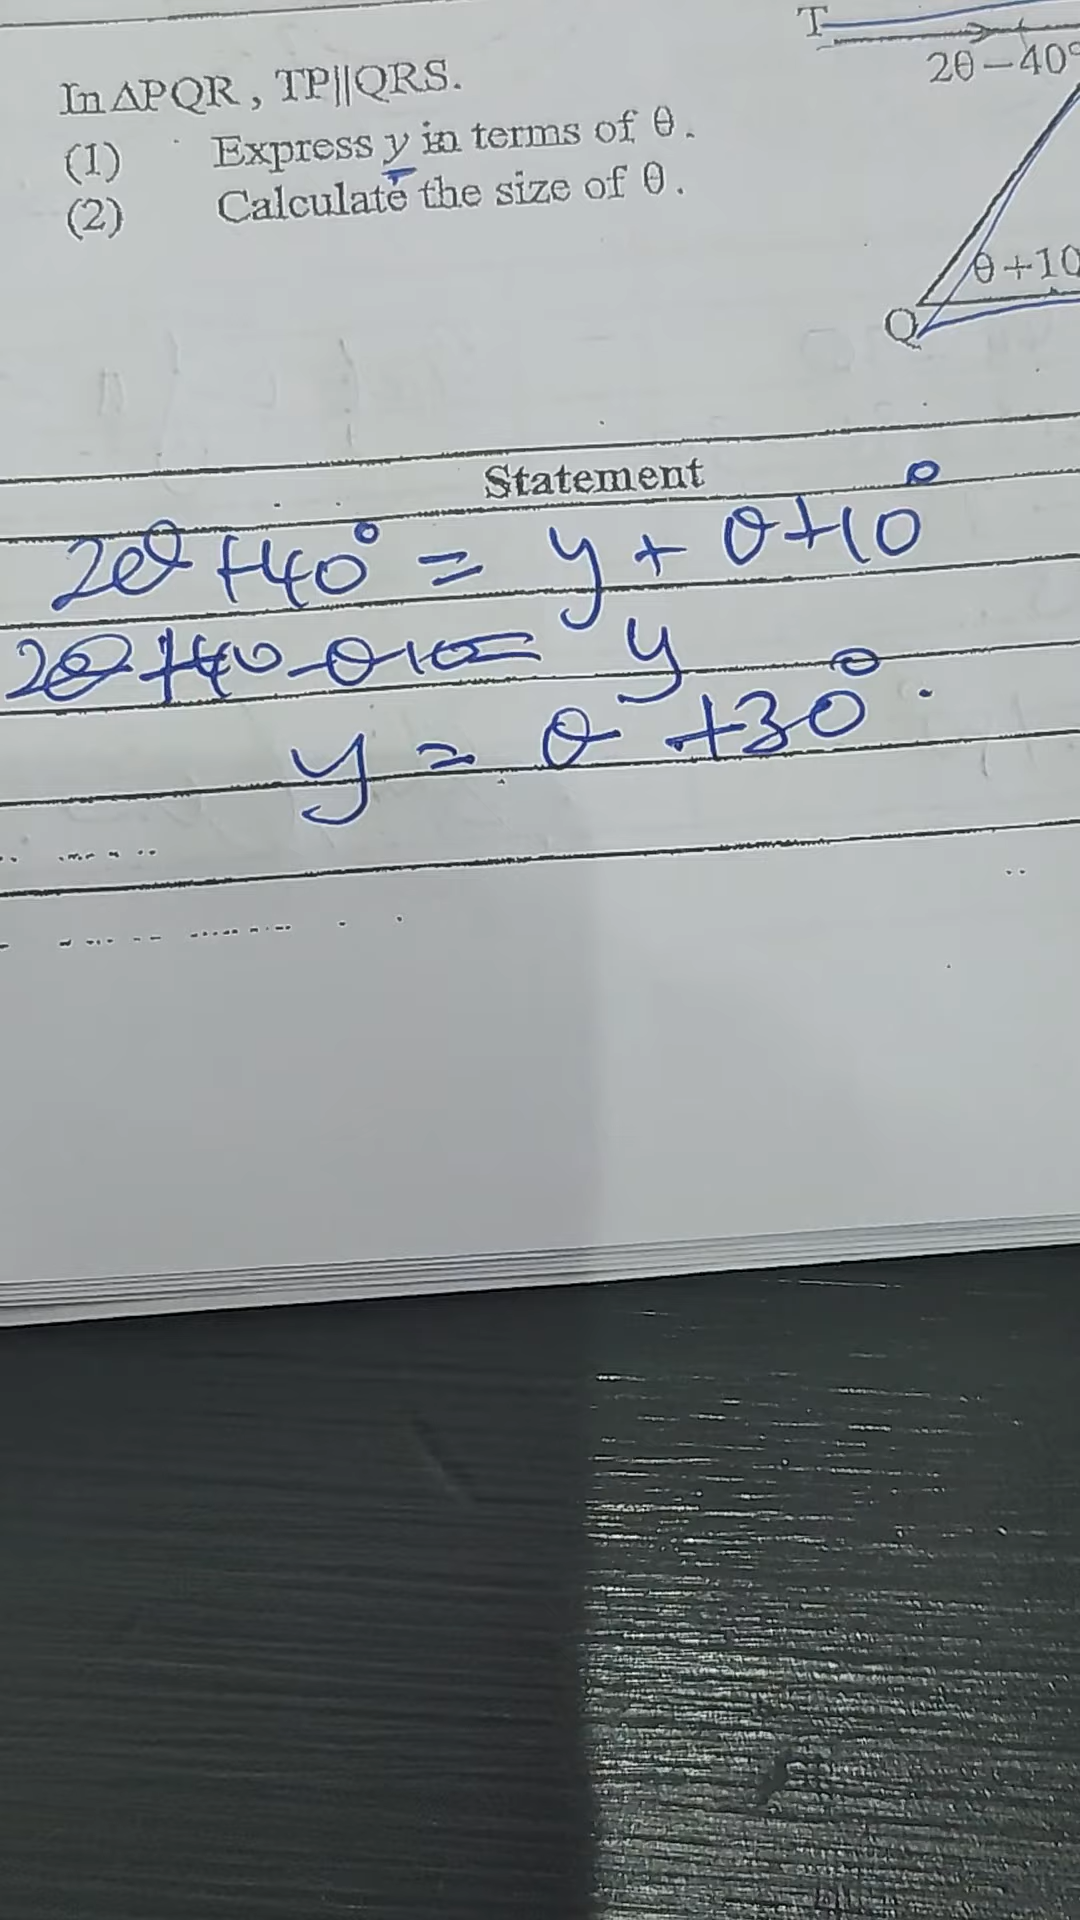 T
2θ−40°
In ΔPQR , TP||QRS.
(1) Express y in terms of θ.
(2) Calculate the size of θ.
θ+10
Q
Statement
2θ+40° = y + θ+10°
2θ+40-θ10= y
y = θ +30°.